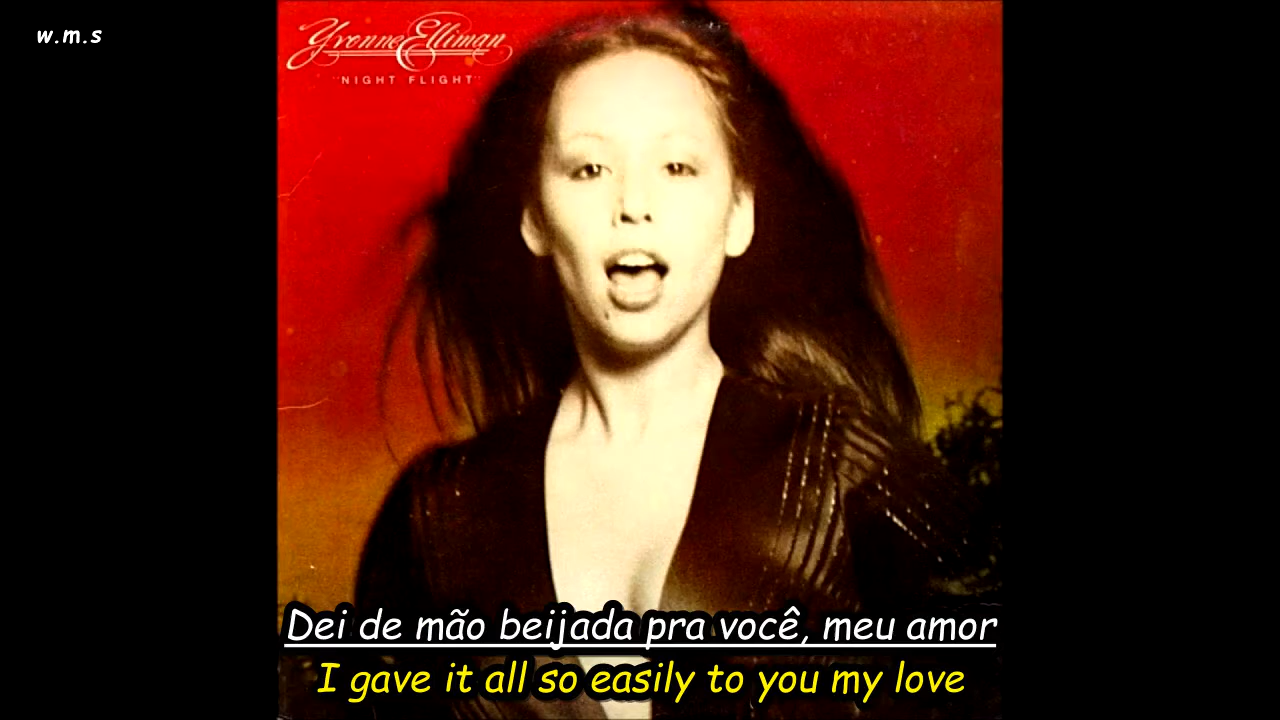 w.m.s
Yvonne Elliman
"NIGHT FLIGHT"
Dei de mão beijada pra você, meu amor
I gave it all so easily to you my love